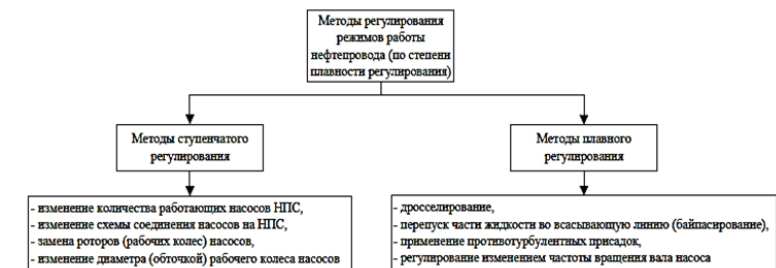 Методы регулирования
режимов работы
нефтепровода (по степени
плавности регулирования)
Методы ступенчатого
регулирования
Методы плавного
регулирования
- изменение количества работающих насосов НПС,
- изменение схемы соединения насосов на НПС,
- замена роторов (рабочих колес) насосов,
- изменение диаметра (обточкой) рабочего колеса насосов
- дросселирование,
- перепуск части жидкости во всасывающую линию (байпасирование),
- применение противотурбулентных присадок,
- регулирование изменением частоты вращения вала насоса